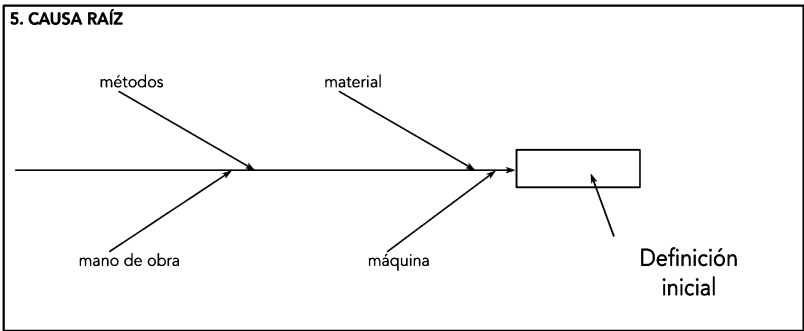 5. CAUSA RAÍZ
métodos
material
mano de obra
máquina
Definición
inicial